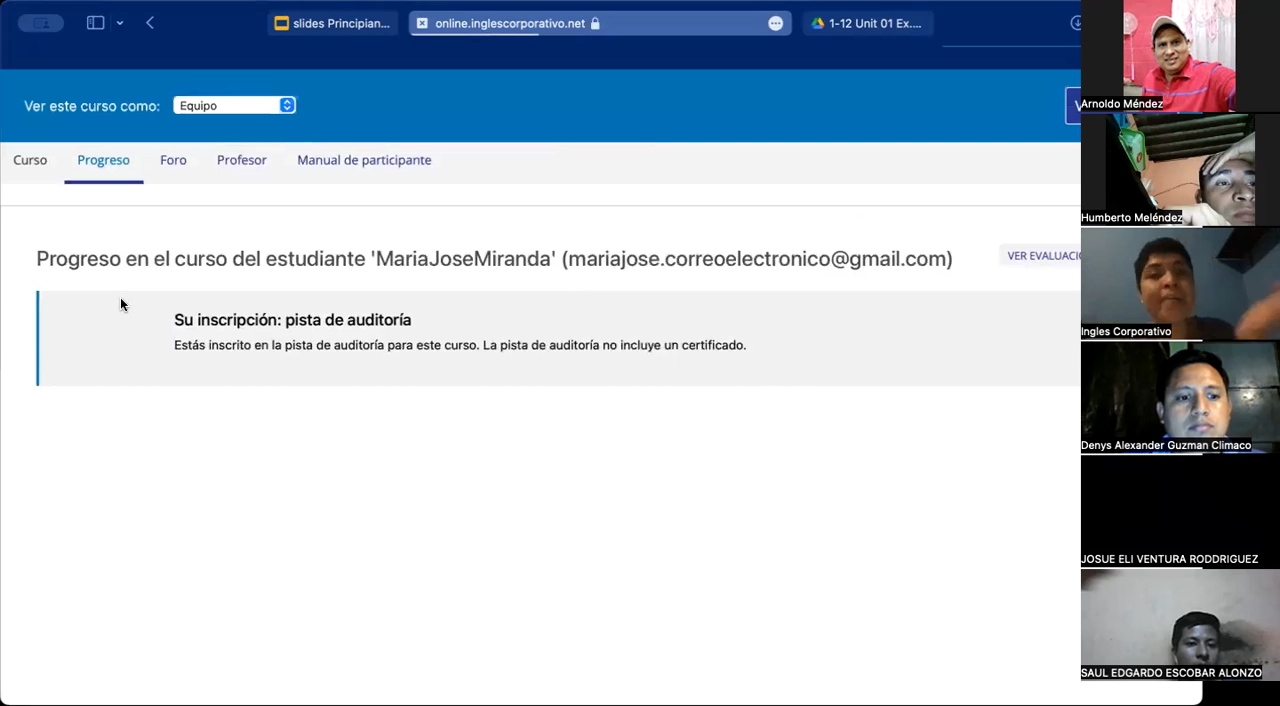 slides Principian...
online.inglescorporativo.net
1-12 Unit 01 Ex....
Ver este curso como:
Equipo
V
Curso
Progreso
Foro
Profesor
Manual de participante
Progreso en el curso del estudiante 'MariaJoseMiranda' (mariajose.correoelectronico@gmail.com)
VER EVALUACIO
Su inscripción: pista de auditoría
Estás inscrito en la pista de auditoría para este curso. La pista de auditoría no incluye un certificado.
Arnoldo Méndez
Humberto Meléndez
Ingles Corporativo
Denys Alexander Guzman Climaco
JOSUE ELI VENTURA RODDRIGUEZ
SAUL EDGARDO ESCOBAR ALONZO